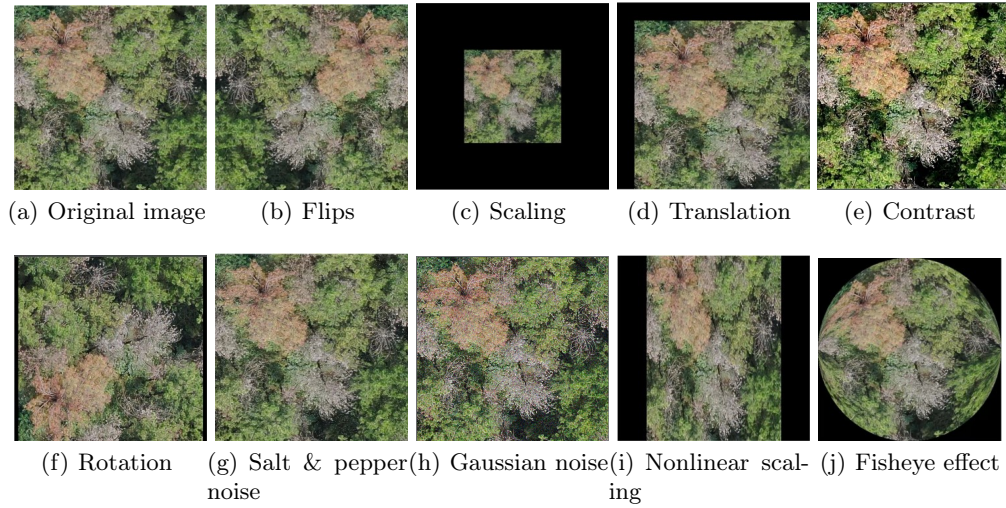 (a) Original image (b) Flips (c) Scaling (d) Translation (e) Contrast
(f) Rotation (g) Salt & pepper (h) Gaussian noise (i) Nonlinear scal- (j) Fisheye effect
noise ing